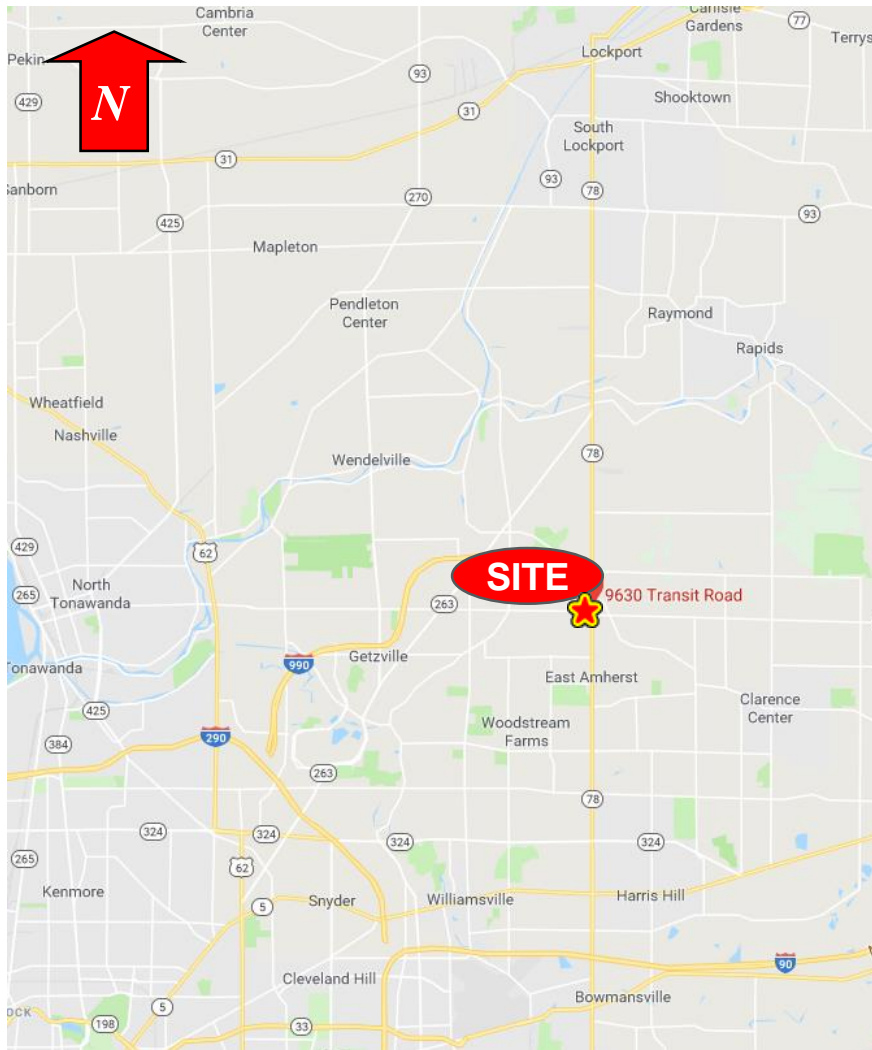 Cambria
Center
Carlisle
Gardens
77
Terrys
Lockport
Pekin
N
93
429
Shooktown
31
South
Lockport
31
93
78
Sanborn
270
93
425
Mapleton
Pendleton
Center
Raymond
Rapids
Wheatfield
Nashville
78
Wendelville
429
62
SITE
265
North
Tonawanda
263
9630 Transit Road
Getzville
990
Tonawanda
East Amherst
Clarence
Center
425
Woodstream
Farms
290
384
263
78
324
324
324
324
265
62
Kenmore
5
Snyder
Williamsville
Harris Hill
90
Cleveland Hill
Bowmansville
5
OCK
198
33